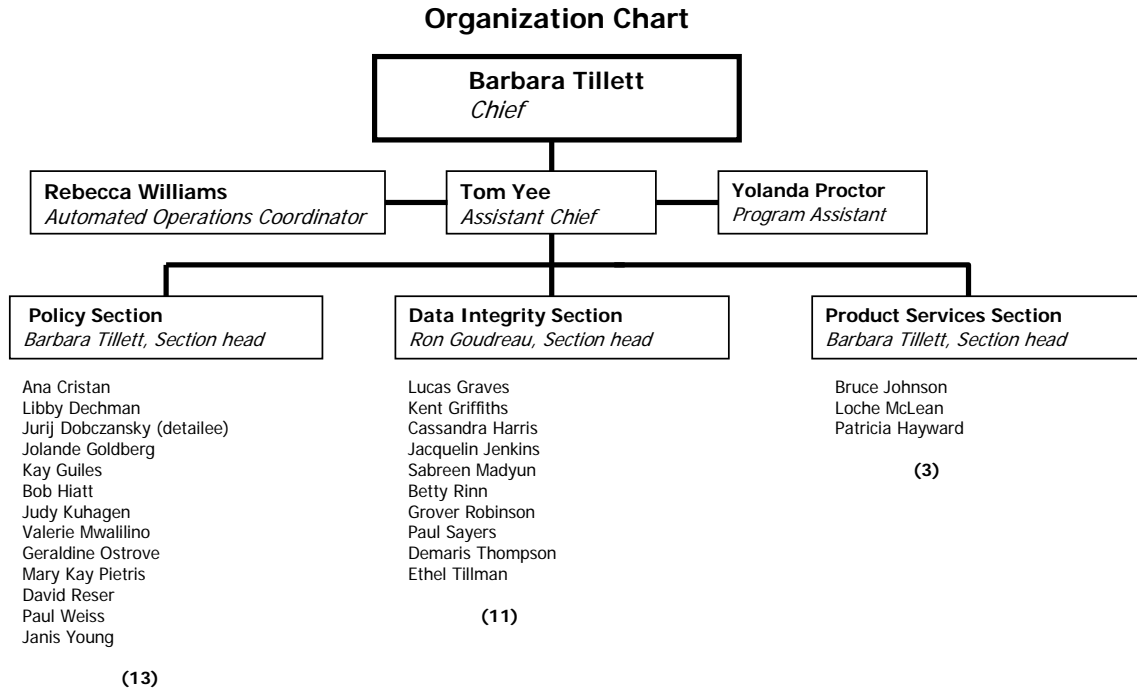 Organization Chart
Barbara Tillett
Chief
Rebecca Williams
Automated Operations Coordinator
Tom Yee
Assistant Chief
Yolanda Proctor
Program Assistant
Policy Section
Barbara Tillett, Section head
Ana Cristan
Libby Dechman
Jurij Dobczansky (detailee)
Jolande Goldberg
Kay Guiles
Bob Hiatt
Judy Kuhagen
Valerie Mwalilino
Geraldine Ostrove
Mary Kay Pietris
David Reser
Paul Weiss
Janis Young
(13)
Data Integrity Section
Ron Goudreau, Section head
Lucas Graves
Kent Griffiths
Cassandra Harris
Jacquelin Jenkins
Sabreen Madyun
Betty Rinn
Grover Robinson
Paul Sayers
Demaris Thompson
Ethel Tillman
(11)
Product Services Section
Barbara Tillett, Section head
Bruce Johnson
Loche McLean
Patricia Hayward
(3)